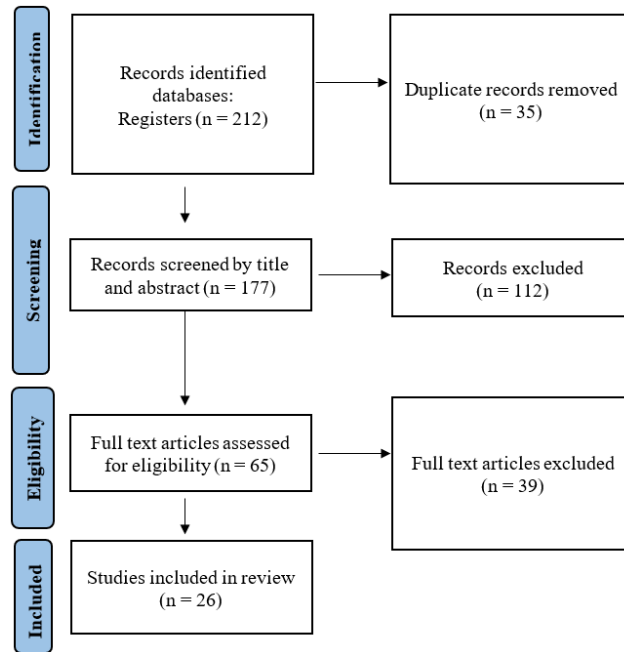 Identification
Records identified
databases:
Registers (n = 212)
Duplicate records removed
(n = 35)
Screening
Records screened by title
and abstract (n = 177)
Records excluded
(n = 112)
Eligibility
Full text articles assessed
for eligibility (n = 65)
Full text articles excluded
(n = 39)
Included
Studies included in review
(n = 26)